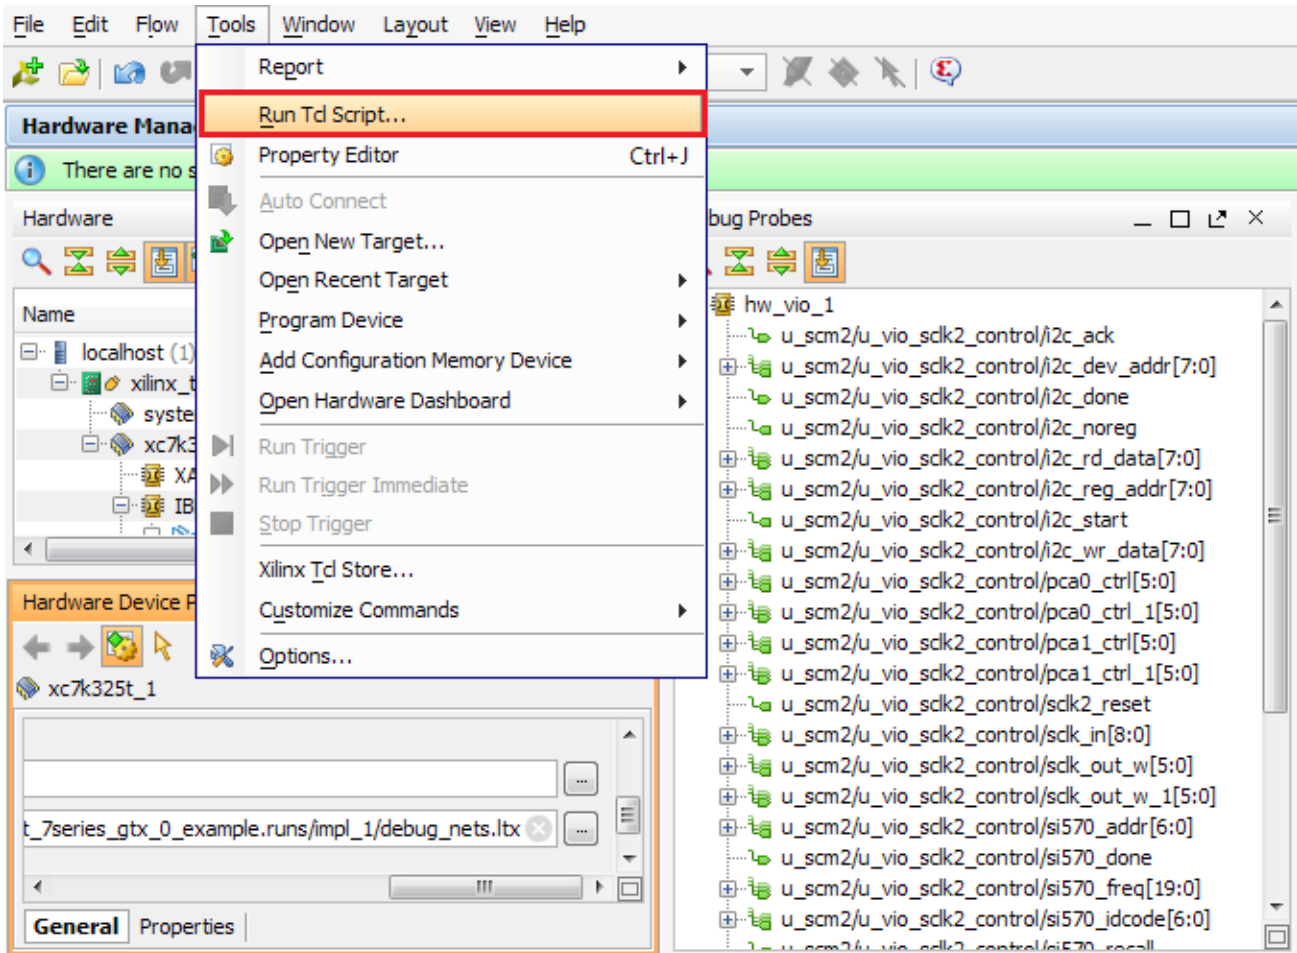 File Edit Flow Tools Window Layout View Help
Report
Run Tcl Script...
Hardware Mana
Property Editor Ctrl+J
There are no s
Auto Connect
Open New Target...
Open Recent Target
Program Device
Add Configuration Memory Device
Open Hardware Dashboard
Run Trigger
Run Trigger Immediate
Stop Trigger
Xilinx Tcl Store...
Customize Commands
Options...
Hardware
Name
localhost (1)
xilinx_t
syste
xc7k3
XA
IB
Hardware Device P
xc7k325t_1
t_7series_gtx_0_example.runs/impl_1/debug_nets.ltx
General Properties
bug Probes
hw_vio_1
u_scm2/u_vio_sclk2_control/i2c_ack
u_scm2/u_vio_sclk2_control/i2c_dev_addr[7:0]
u_scm2/u_vio_sclk2_control/i2c_done
u_scm2/u_vio_sclk2_control/i2c_noreg
u_scm2/u_vio_sclk2_control/i2c_rd_data[7:0]
u_scm2/u_vio_sclk2_control/i2c_reg_addr[7:0]
u_scm2/u_vio_sclk2_control/i2c_start
u_scm2/u_vio_sclk2_control/i2c_wr_data[7:0]
u_scm2/u_vio_sclk2_control/pca0_ctrl[5:0]
u_scm2/u_vio_sclk2_control/pca0_ctrl_1[5:0]
u_scm2/u_vio_sclk2_control/pca1_ctrl[5:0]
u_scm2/u_vio_sclk2_control/pca1_ctrl_1[5:0]
u_scm2/u_vio_sclk2_control/sclk2_reset
u_scm2/u_vio_sclk2_control/sclk_in[8:0]
u_scm2/u_vio_sclk2_control/sclk_out_w[5:0]
u_scm2/u_vio_sclk2_control/sclk_out_w_1[5:0]
u_scm2/u_vio_sclk2_control/si570_addr[6:0]
u_scm2/u_vio_sclk2_control/si570_done
u_scm2/u_vio_sclk2_control/si570_freq[19:0]
u_scm2/u_vio_sclk2_control/si570_idcode[6:0]
u_scm2/u_vio_sclk2_control/si570_recall